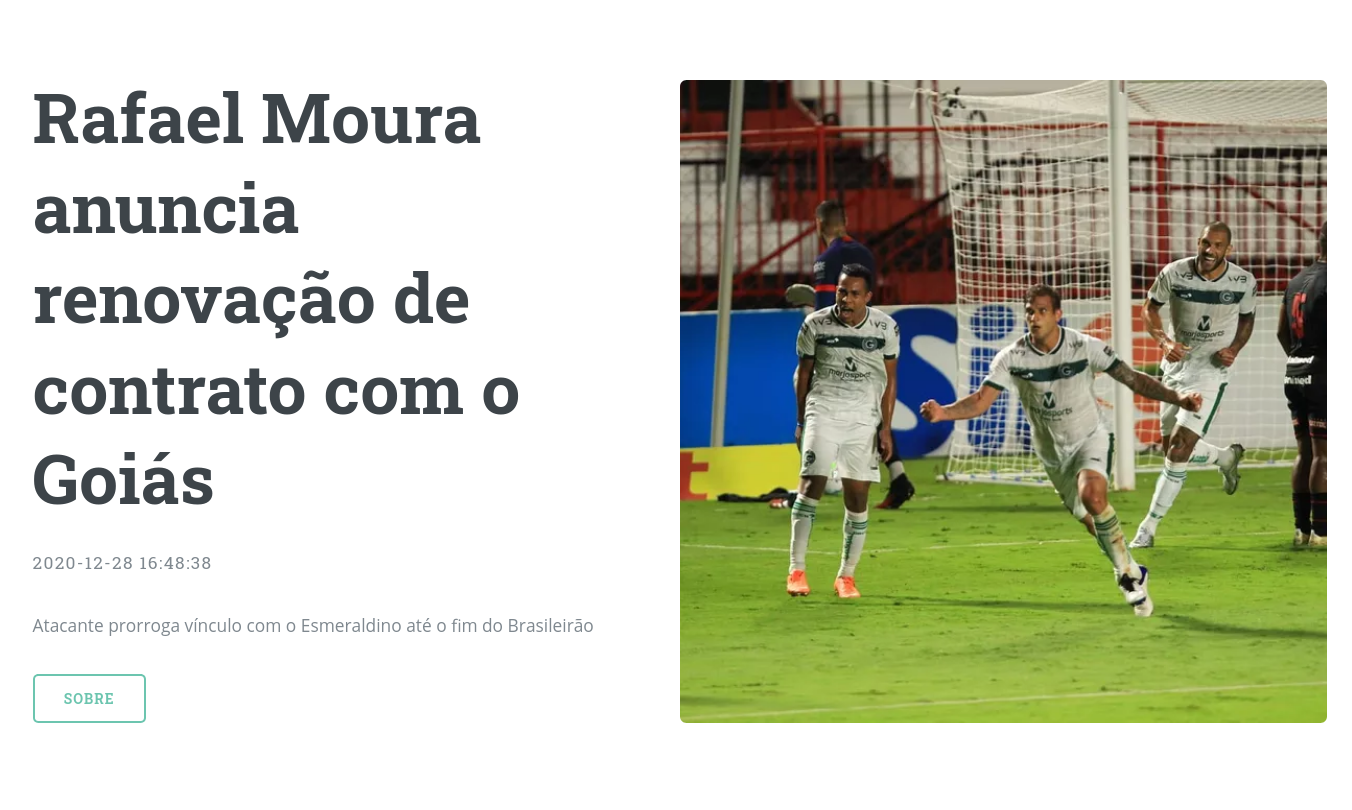 Rafael Moura
anuncia
renovação de
contrato com o
Goiás
2020-12-28 16:48:38
Atacante prorroga vínculo com o Esmeraldino até o fim do Brasileirão
SOBRE